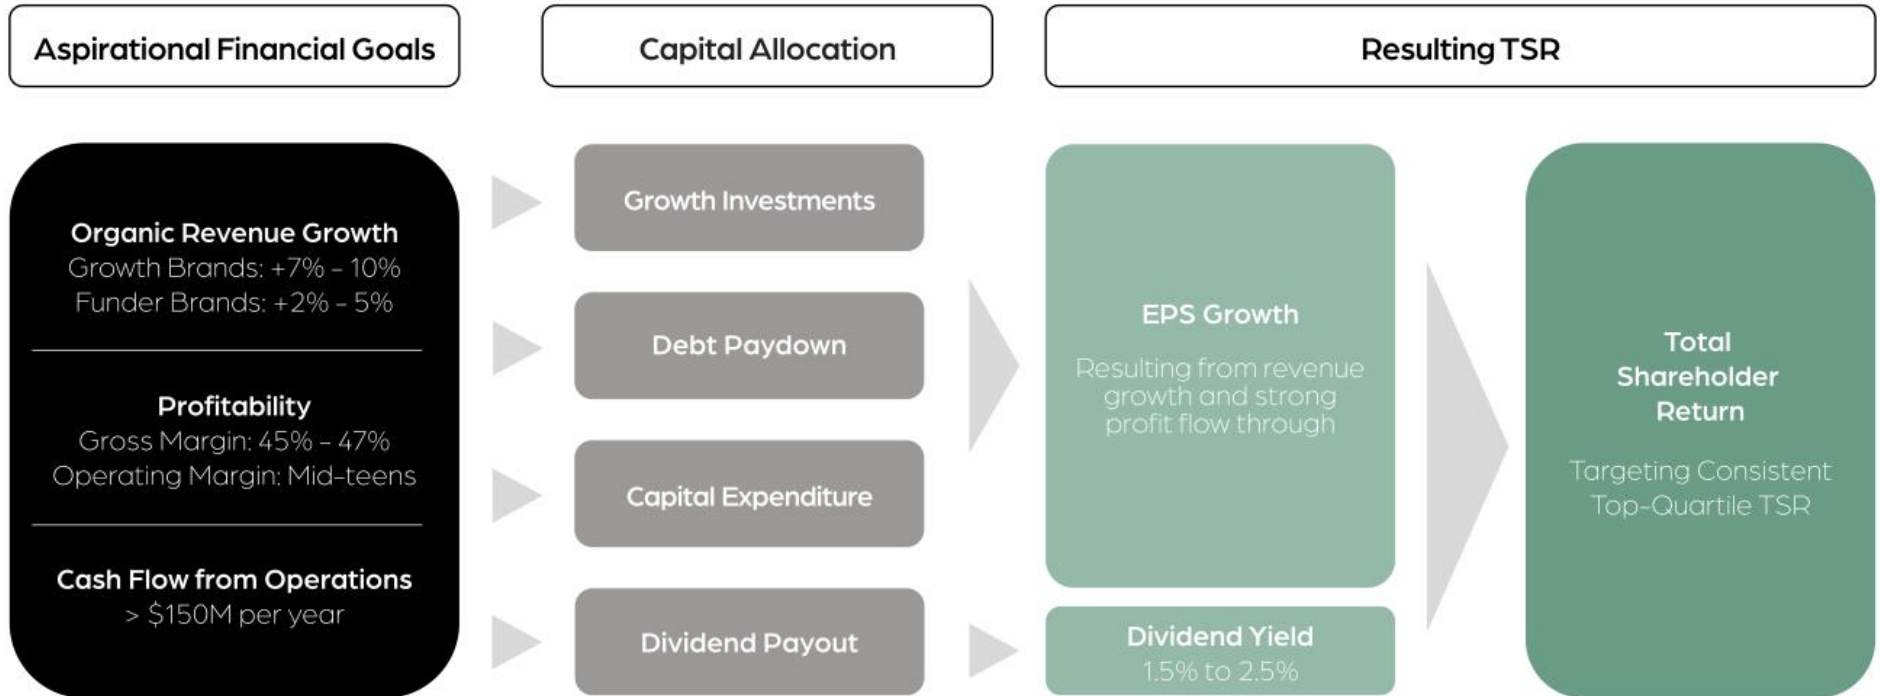 Aspirational Financial Goals
Capital Allocation
Resulting TSR
Organic Revenue Growth
Growth Brands: +7% - 10%
Funder Brands: +2% - 5%
Profitability
Gross Margin: 45% - 47%
Operating Margin: Mid-teens
Cash Flow from Operations
> $150M per year
Growth Investments
Debt Paydown
Capital Expenditure
Dividend Payout
EPS Growth
Resulting from revenue
growth and strong
profit flow through
Dividend Yield
1.5% to 2.5%
Total
Shareholder
Return
Targeting Consistent
Top-Quartile TSR